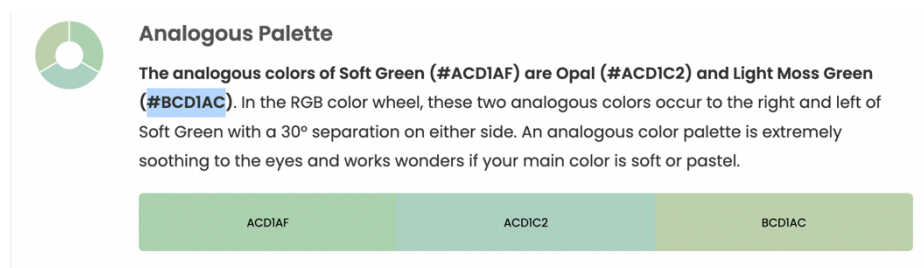 Analogous Palette
The analogous colors of Soft Green (#ACD1AF) are Opal (#ACD1C2) and Light Moss Green
(#BCD1AC). In the RGB color wheel, these two analogous colors occur to the right and left of
Soft Green with a 30° separation on either side. An analogous color palette is extremely
soothing to the eyes and works wonders if your main color is soft or pastel.
ACD1AF ACD1C2 BCD1AC